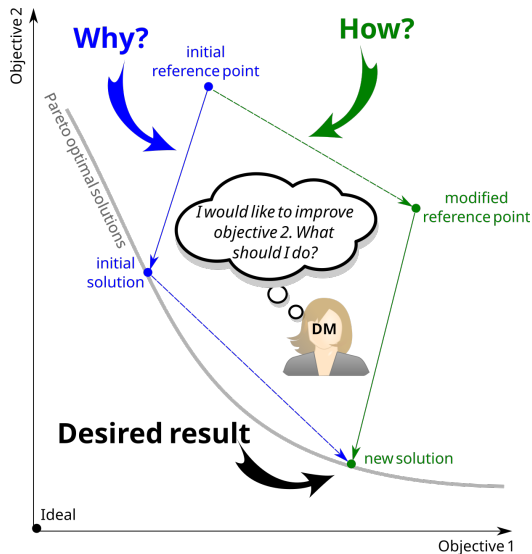 Objective 2
Why?
How?
initial
reference point
Pareto optimal solutions
I would like to improve
objective 2. What
should I do?
modified
reference point
initial
solution
DM
Desired result
new solution
Ideal
Objective 1